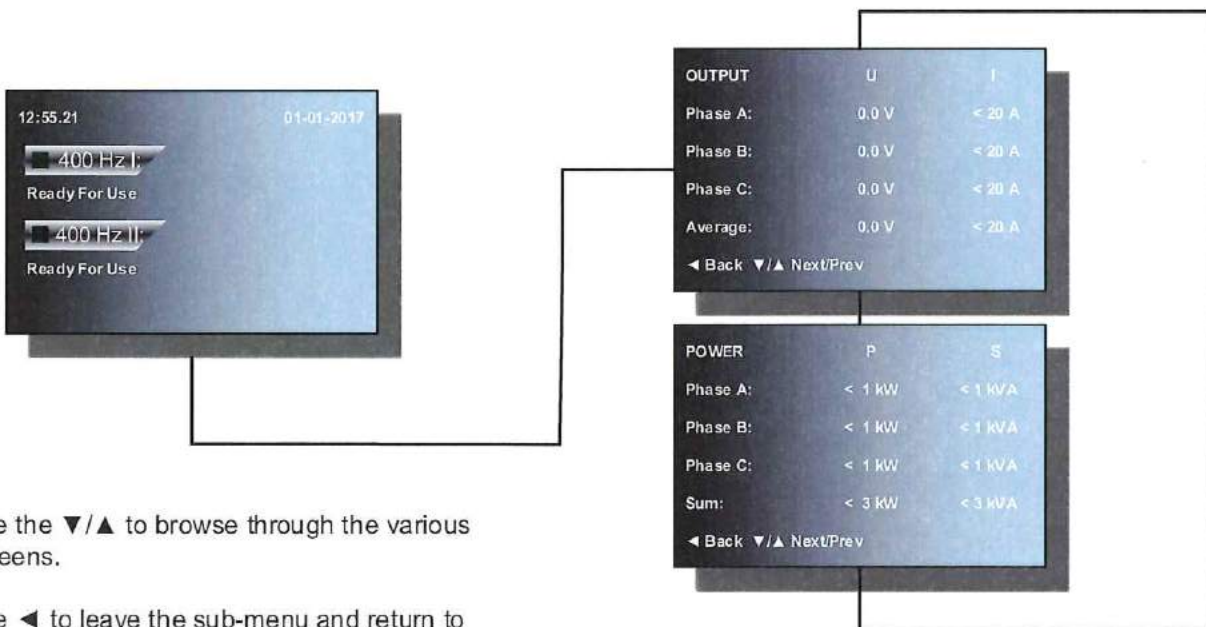 12:55.21 01-01-2017
400 Hz I:
Ready For Use
400 Hz II:
Ready For Use
OUTPUT U I
Phase A: 0.0 V < 20 A
Phase B: 0.0 V < 20 A
Phase C: 0.0 V < 20 A
Average: 0.0 V < 20 A
◄ Back ▼/▲ Next/Prev
POWER P S
Phase A: < 1 kW < 1 kVA
Phase B: < 1 kW < 1 kVA
Phase C: < 1 kW < 1 kVA
Sum: < 3 kW < 3 kVA
◄ Back ▼/▲ Next/Prev
e the ▼/▲ to browse through the various
eens.
e ◄ to leave the sub-menu and return to